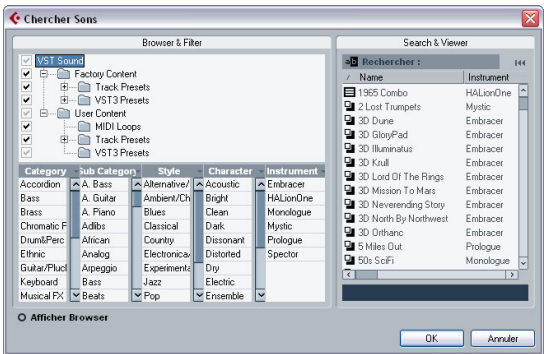 Chercher Sons
Browser & Filter
VST Sound
Factory Content
Track Presets
VST3 Presets
User Content
MIDI Loops
Track Presets
VST3 Presets
Category Sub Category Style Character Instrument
Accordion A. Bass Alternative/ Acoustic Embracer
Bass A. Guitar Ambient/Ch Bright HALionOne
Brass A. Piano Blues Clean Monologue
Chromatic F Adlibs Classical Dark Mystic
Drum&Perc African Country Dissonant Prologue
Ethnic Analog Electronica/ Distorted Spector
Guitar/Pluck Arpeggio Experimenta Dry
Keyboard Bass Jazz Electric
Musical FX Beats Pop Ensemble
Afficher Browser
Search & Viewer
Rechercher :
Name Instrument
1965 Combo HALionOne
2 Lost Trumpets Mystic
3D Dune Embracer
3D GloryPad Embracer
3D Illuminatus Embracer
3D Krull Embracer
3D Lord Of The Rings Embracer
3D Mission To Mars Embracer
3D Neverending Story Embracer
3D North By Northwest Embracer
3D Orthanc Embracer
5 Miles Out Prologue
50s SciFi Monologue
OK Annuler